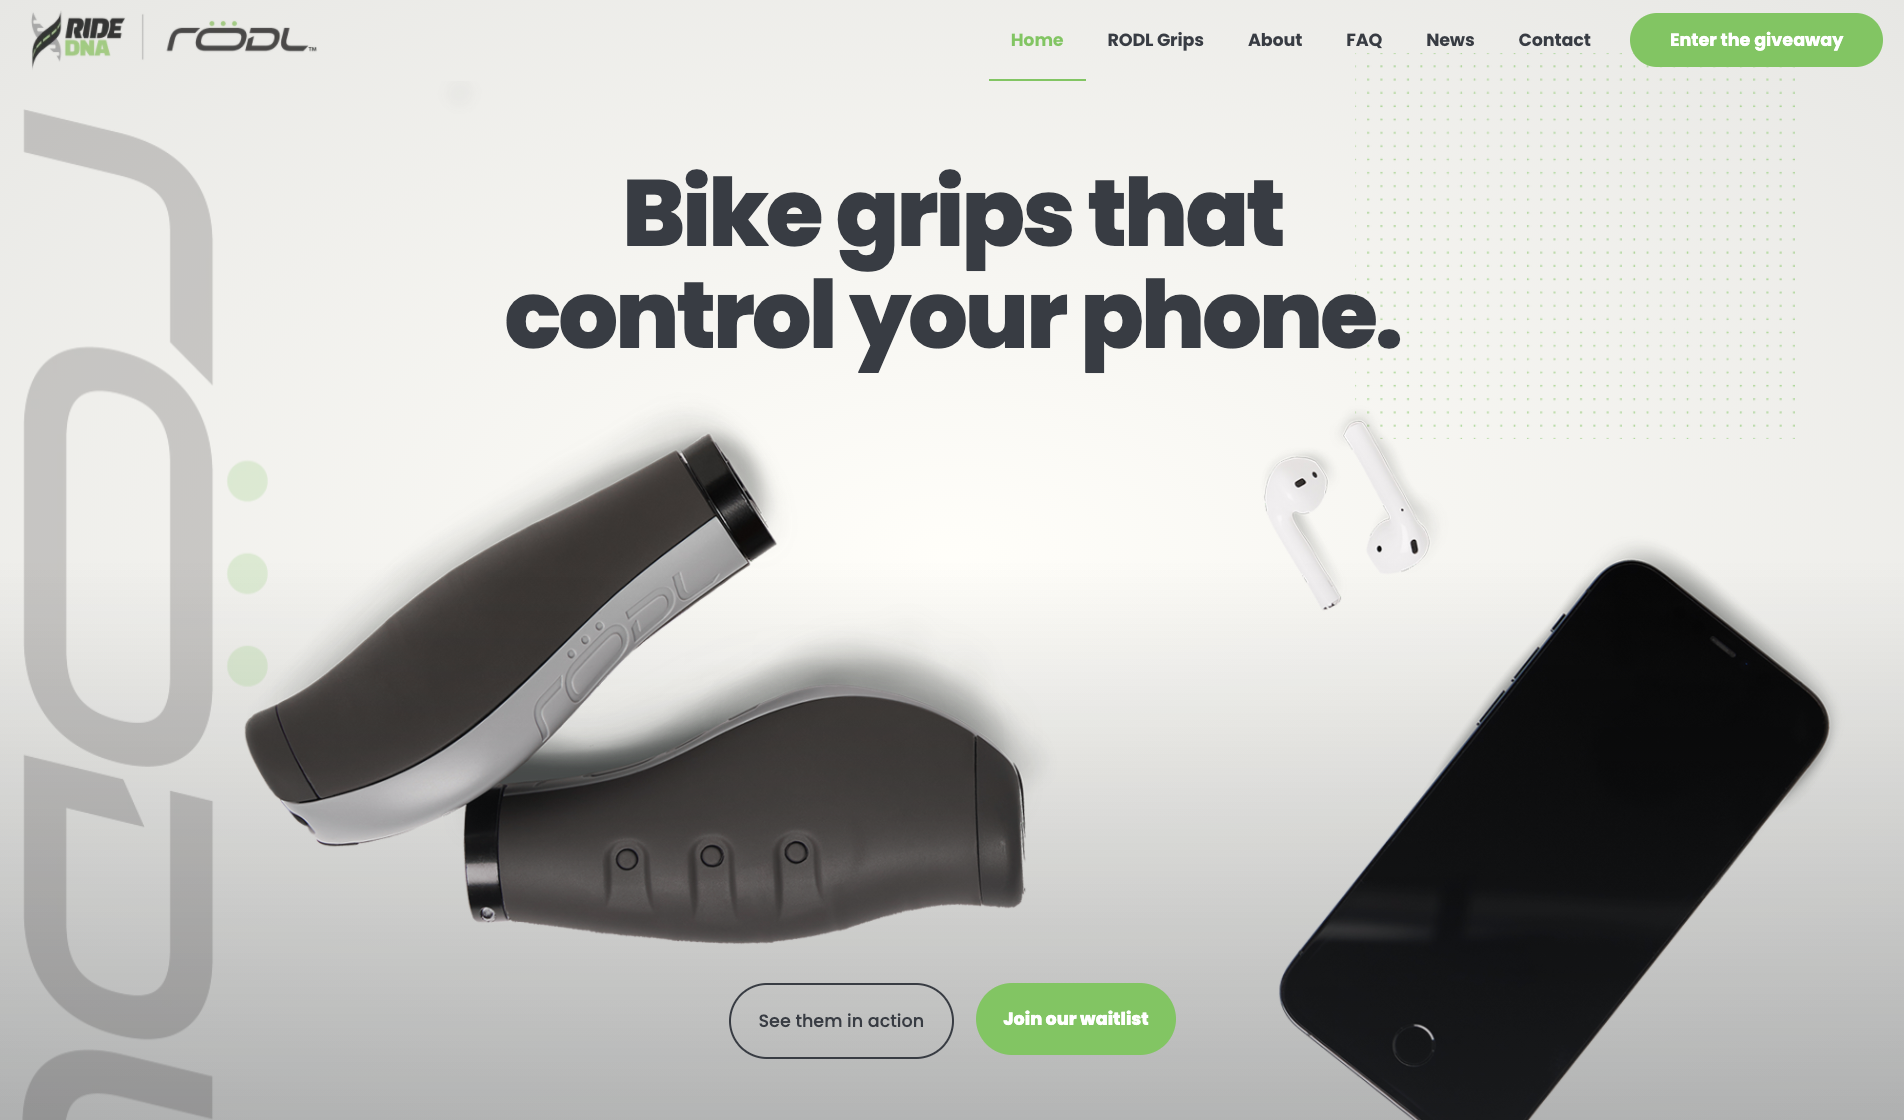 RIDE
DNA
RÖDL™
Home
RODL Grips
About
FAQ
News
Contact
Enter the giveaway
Bike grips that
control your phone.
RÖDL
RÖDL
See them in action
Join our waitlist